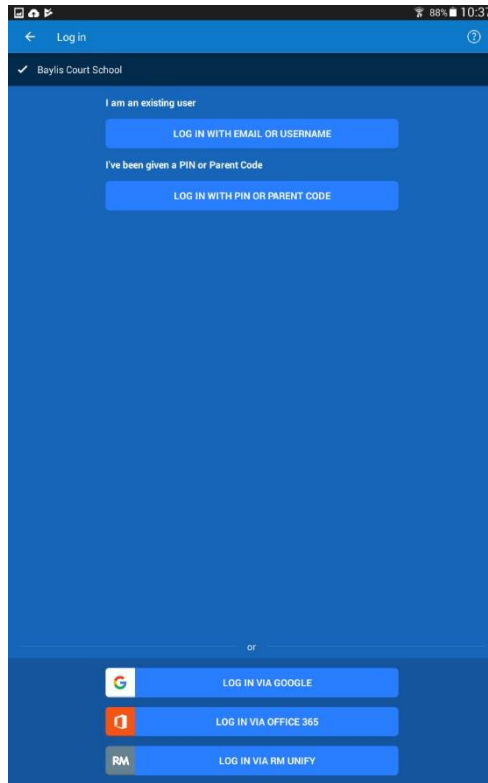 88% 10:37
Log in
Baylis Court School
I am an existing user
LOG IN WITH EMAIL OR USERNAME
I've been given a PIN or Parent Code
LOG IN WITH PIN OR PARENT CODE
or
G LOG IN VIA GOOGLE
LOG IN VIA OFFICE 365
RM LOG IN VIA RM UNIFY